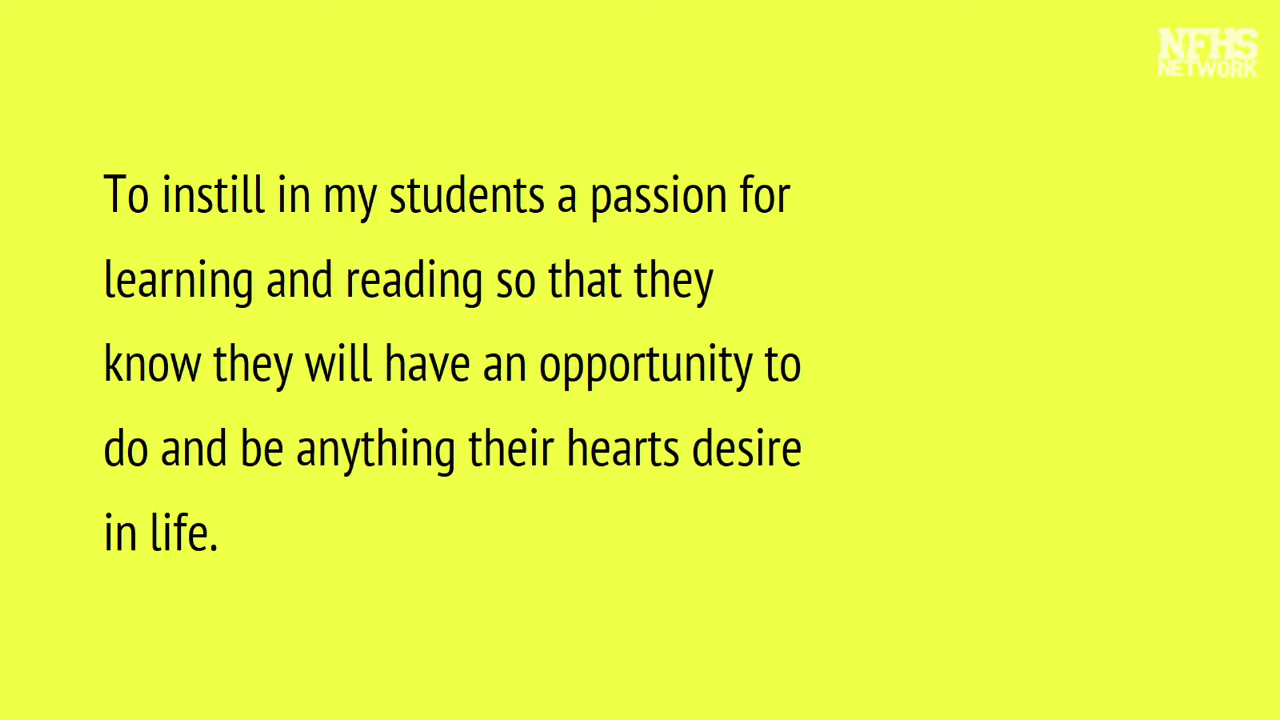 NFHS
NETWORK
To instill in my students a passion for
learning and reading so that they
know they will have an opportunity to
do and be anything their hearts desire
in life.